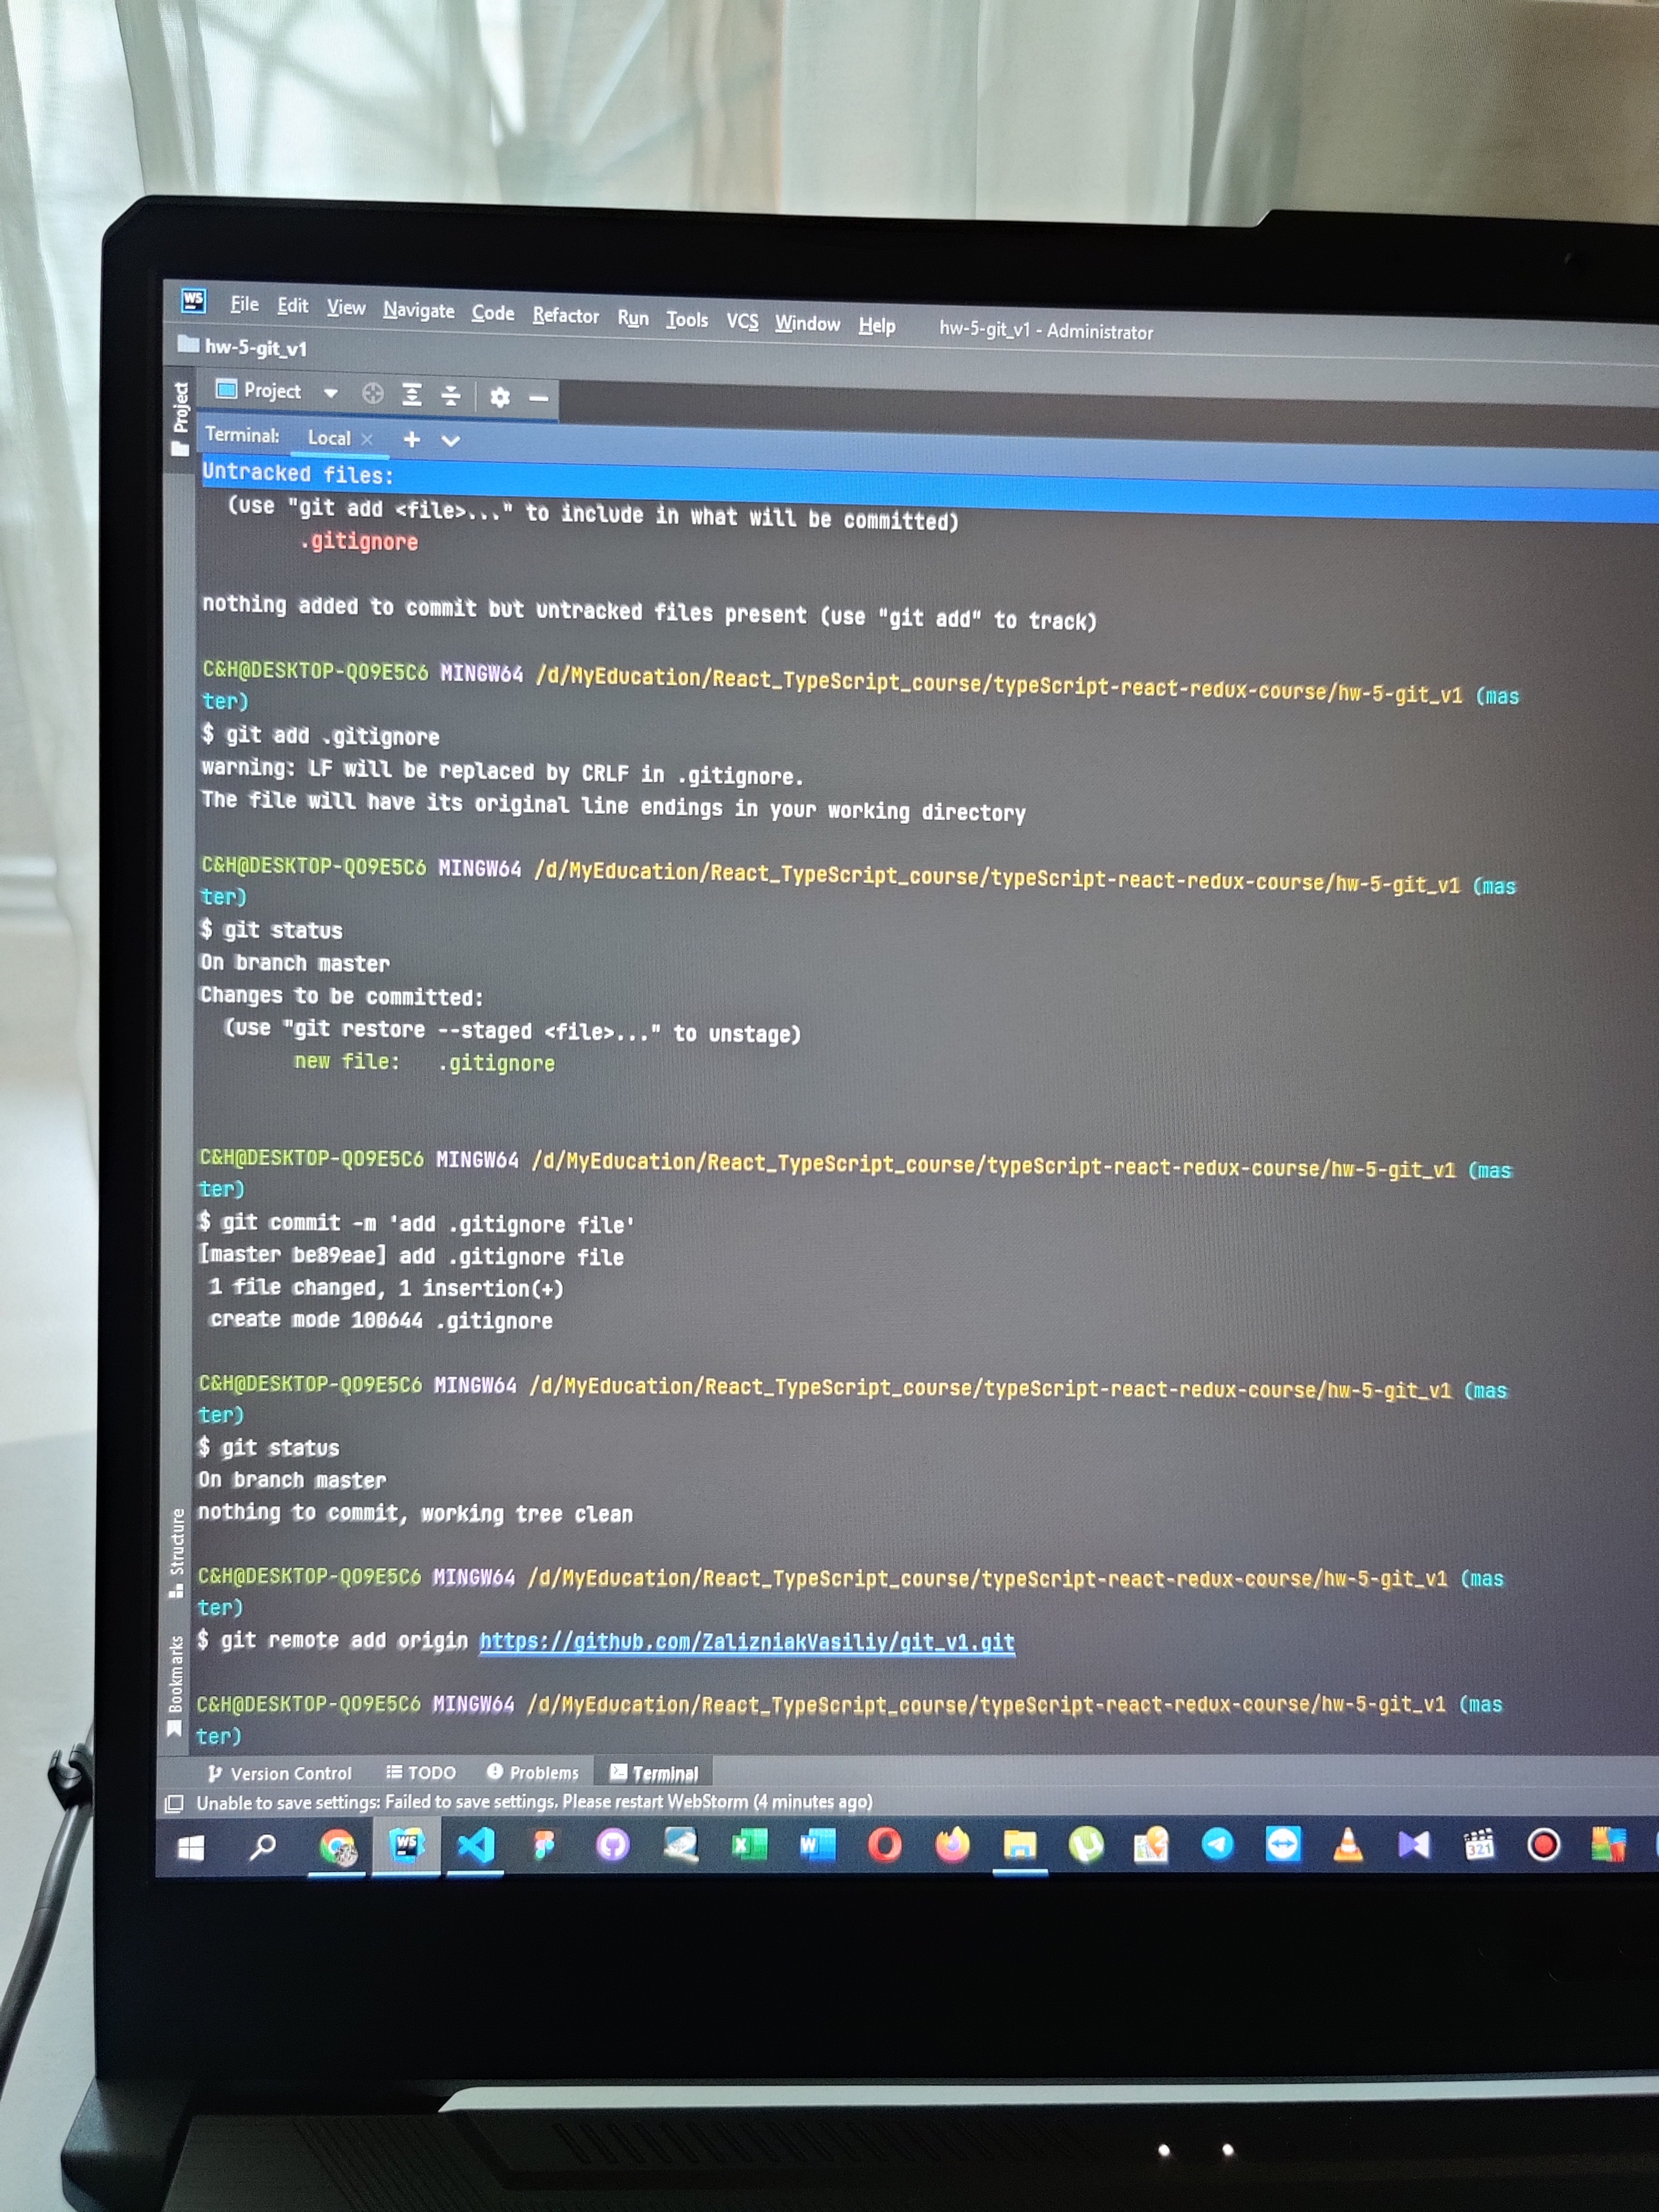 WS File Edit View Navigate Code Refactor Run Tools VCS Window Help hw-5-git_v1 - Administrator
hw-5-git_v1
Project
Project
Terminal: Local × +
Untracked files:
(use "git add <file>..." to include in what will be committed)
.gitignore
nothing added to commit but untracked files present (use "git add" to track)
C&H@DESKTOP-QO9E5C6 MINGW64 /d/MyEducation/React_TypeScript_course/typeScript-react-redux-course/hw-5-git_v1 (mas
ter)
$ git add .gitignore
warning: LF will be replaced by CRLF in .gitignore.
The file will have its original line endings in your working directory
C&H@DESKTOP-QO9E5C6 MINGW64 /d/MyEducation/React_TypeScript_course/typeScript-react-redux-course/hw-5-git_v1 (mas
ter)
$ git status
On branch master
Changes to be committed:
(use "git restore --staged <file>..." to unstage)
new file:   .gitignore
C&H@DESKTOP-QO9E5C6 MINGW64 /d/MyEducation/React_TypeScript_course/typeScript-react-redux-course/hw-5-git_v1 (mas
ter)
$ git commit -m 'add .gitignore file'
[master be89eae] add .gitignore file
1 file changed, 1 insertion(+)
create mode 100644 .gitignore
C&H@DESKTOP-QO9E5C6 MINGW64 /d/MyEducation/React_TypeScript_course/typeScript-react-redux-course/hw-5-git_v1 (mas
ter)
$ git status
On branch master
nothing to commit, working tree clean
Structure
C&H@DESKTOP-QO9E5C6 MINGW64 /d/MyEducation/React_TypeScript_course/typeScript-react-redux-course/hw-5-git_v1 (mas
ter)
$ git remote add origin https://github.com/ZalizniakVasiliy/git_v1.git
Bookmarks
C&H@DESKTOP-QO9E5C6 MINGW64 /d/MyEducation/React_TypeScript_course/typeScript-react-redux-course/hw-5-git_v1 (mas
ter)
Version Control TODO Problems Terminal
Unable to save settings: Failed to save settings. Please restart WebStorm (4 minutes ago)
WS X W 321